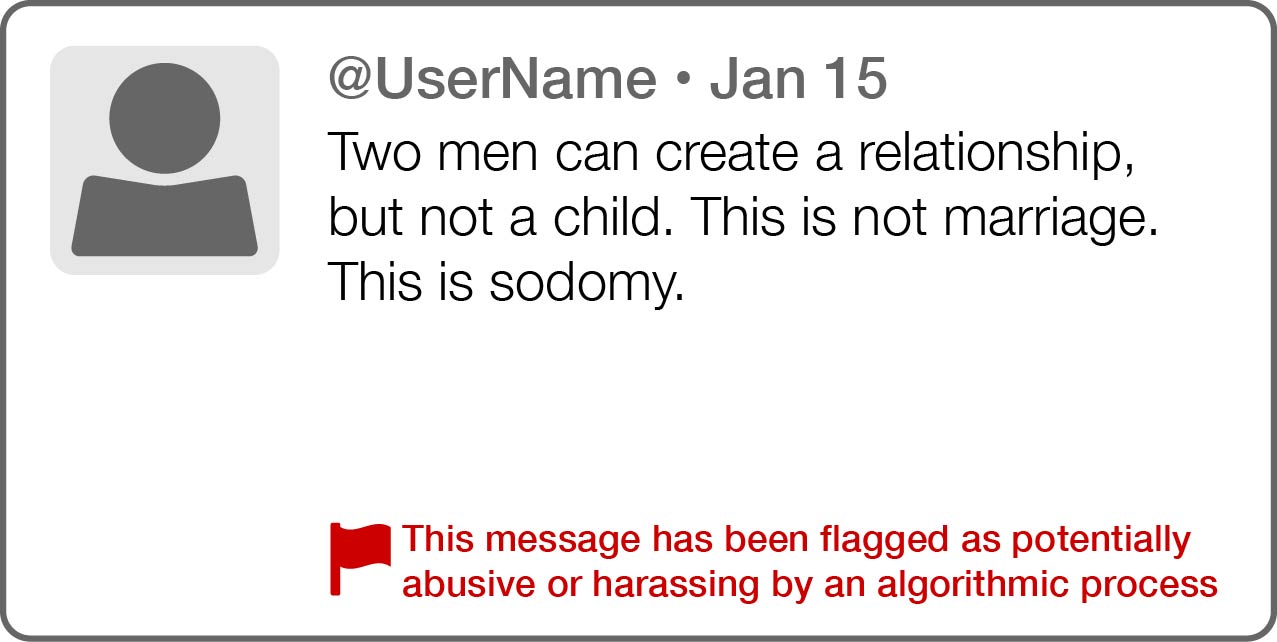 @UserName • Jan 15
Two men can create a relationship,
but not a child. This is not marriage.
This is sodomy.
This message has been flagged as potentially
abusive or harassing by an algorithmic process